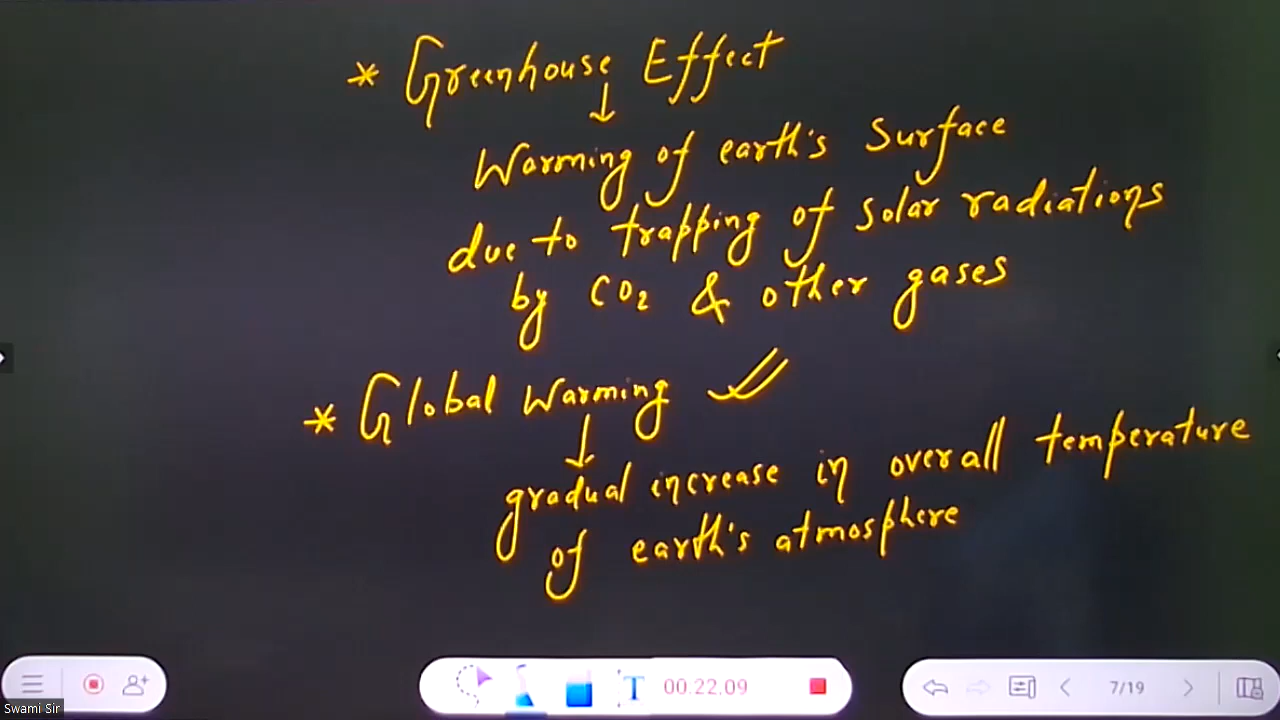 * Greenhouse Effect
↓
Warming of earth's Surface
due to trapping of solar radiations
by CO₂ & other gases
* Global Warming ✓
↓
gradual increase in overall temperature
of earth's atmosphere
T 00.22.09
7/19
Swami Sir